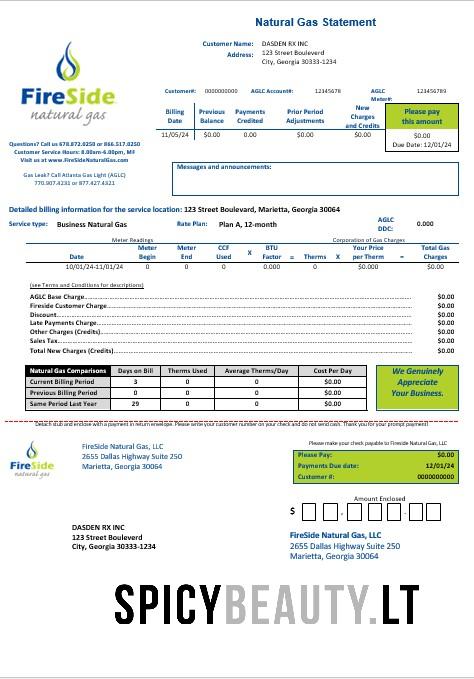 Natural Gas Statement
Customer Name: DASDEN RX INC
Address: 123 Street Bouleverd
City, Georgia 30333-1234
FireSide
natural gas
Customer#: 0000000000 AGLC Account#: 12345678 AGLC Meter#: 123456789
Billing Date Previous Balance Payments Credited Prior Period Adjustments New Charges and Credits Please pay this amount
11/05/24 $0.00 $0.00 $0.00 $0.00 $0.00
Due Date: 12/01/24
Questions? Call us 678.872.0250 or 866.517.0250
Customer Service Hours: 8.00am-6.00pm, MF
Visit us at www.FireSideNaturalGas.com
Gas Leak? Call Atlanta Gas Light (AGLC)
770.907.4231 or 877.427.4321
Messages and announcements:
Detailed billing information for the service location: 123 Street Boulevard, Marietta, Georgia 30064
Service type: Business Natural Gas Rate Plan: Plan A, 12-month AGLC DDC: 0.000
Meter Readings Corporation of Gas Charges
Date Meter Begin Meter End CCF Used X BTU Factor = Therms X Your Price per Therm = Total Gas Charges
10/01/24-11/01/24 0 0 0 0.000 0 $0.000 $0.00
(see Terms and Conditions for descriptions)
AGLC Base Charge $0.00
Fireside Customer Charge $0.00
Discount $0.00
Late Payments Charge $0.00
Other Charges (Credits) $0.00
Sales Tax $0.00
Total New Charges (Credits) $0.00
Natural Gas Comparisons Days on Bill Therms Used Average Therms/Day Cost Per Day
Current Billing Period 3 0 0 $0.00
Previous Billing Period 0 0 0 $0.00
Same Period Last Year 29 0 0 $0.00
We Genuinely
Appreciate
Your Business.
Detach stub and enclose with a payment in return envelope. Please write your customer number on your check and do not send cash. Thank you for your prompt payment!
FireSide
natural gas
FireSide Natural Gas, LLC
2655 Dallas Highway Suite 250
Marietta, Georgia 30064
Please make your check payable to Fireside Natural Gas, LLC
Please Pay: $0.00
Payments Due date: 12/01/24
Customer #: 0000000000
Amount Enclosed
$ , .
DASDEN RX INC
123 Street Bouleverd
City, Georgia 30333-1234
FireSide Natural Gas, LLC
2655 Dallas Highway Suite 250
Marietta, Georgia 30064
SPICYBEAUTY.LT